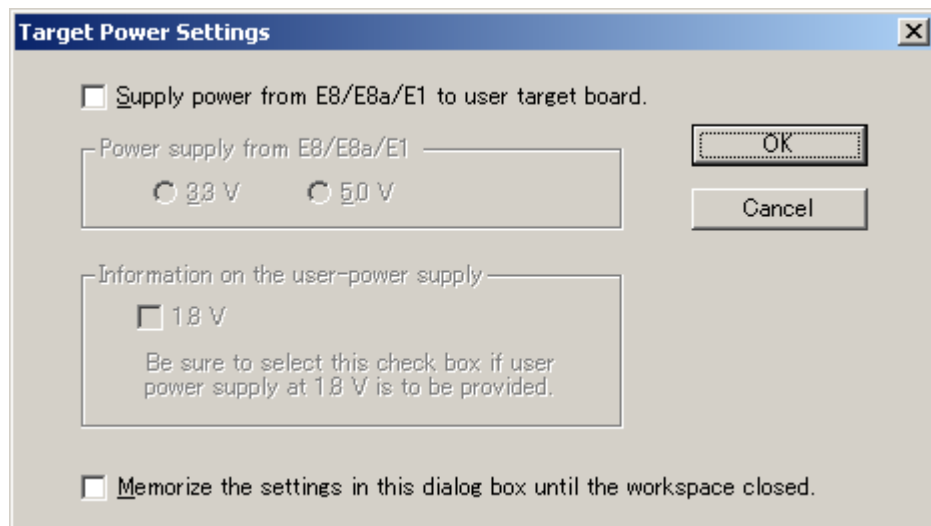 Target Power Settings
Supply power from E8/E8a/E1 to user target board.
Power supply from E8/E8a/E1
3.3 V
5.0 V
OK
Cancel
Information on the user-power supply
1.8 V
Be sure to select this check box if user
power supply at 1.8 V is to be provided.
Memorize the settings in this dialog box until the workspace closed.